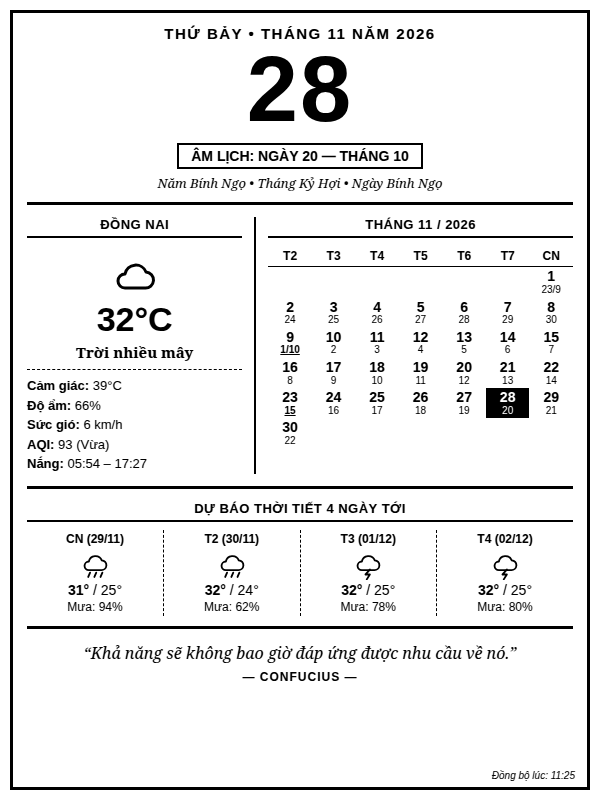 THỨ BẢY • THÁNG 11 NĂM 2026
28
ÂM LỊCH: NGÀY 20 — THÁNG 10
Năm Bính Ngọ • Tháng Kỷ Hợi • Ngày Bính Ngọ
ĐỒNG NAI
32°C
Trời nhiều mây
Cảm giác: 39°C
Độ ẩm: 66%
Sức gió: 6 km/h
AQI: 93 (Vừa)
Nắng: 05:54 – 17:27
THÁNG 11 / 2026
T2 T3 T4 T5 T6 T7 CN
1
23/9
2 3 4 5 6 7 8
24 25 26 27 28 29 30
9 10 11 12 13 14 15
1/10 2 3 4 5 6 7
16 17 18 19 20 21 22
8 9 10 11 12 13 14
23 24 25 26 27 28 29
15 16 17 18 19 20 21
30
22
DỰ BÁO THỜI TIẾT 4 NGÀY TỚI
CN (29/11) T2 (30/11) T3 (01/12) T4 (02/12)
31° / 25° 32° / 24° 32° / 25° 32° / 25°
Mưa: 94% Mưa: 62% Mưa: 78% Mưa: 80%
“Khả năng sẽ không bao giờ đáp ứng được nhu cầu về nó.”
— CONFUCIUS —
Đồng bộ lúc: 11:25